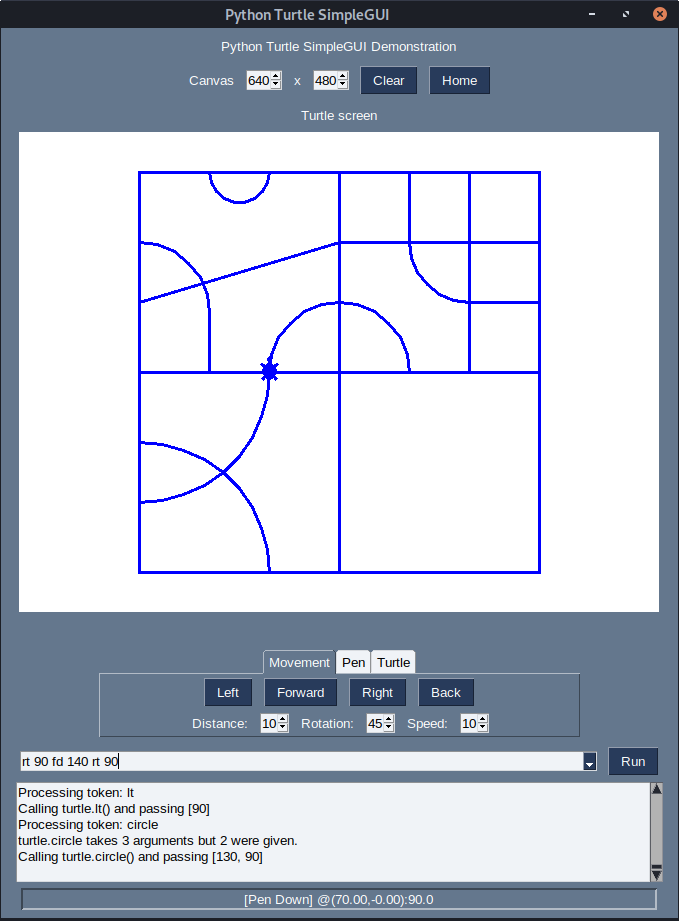 Python Turtle SimpleGUI
Python Turtle SimpleGUI Demonstration
Canvas 640 x 480 Clear Home
Turtle screen
Movement Pen Turtle
Left Forward Right Back
Distance: 10 Rotation: 45 Speed: 10
rt 90 fd 140 rt 90 Run
Processing token: lt
Calling turtle.lt() and passing [90]
Processing token: circle
turtle.circle takes 3 arguments but 2 were given.
Calling turtle.circle() and passing [130, 90]
[Pen Down] @(70.00,-0.00):90.0